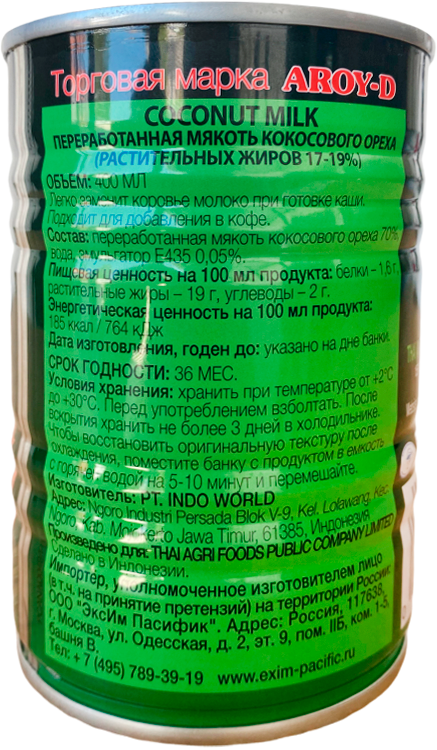 Торговая марка AROY-D
COCONUT MILK
ПЕРЕРАБОТАННАЯ МЯКОТЬ КОКОСОВОГО ОРЕХА
(РАСТИТЕЛЬНЫХ ЖИРОВ 17-19%)
ОБЪЕМ: 400 МЛ
Легко заменит коровье молоко при готовке каши.
Подходит для добавления в кофе.
Состав: переработанная мякоть кокосового ореха 70%,
вода, эмульгатор Е435 0,05%.
Пищевая ценность на 100 мл продукта: белки – 1,6 г,
растительные жиры – 19 г, углеводы – 2 г.
Энергетическая ценность на 100 мл продукта:
185 ккал / 764 кДж
Дата изготовления, годен до: указано на дне банки.
СРОК ГОДНОСТИ: 36 МЕС.
Условия хранения: хранить при температуре от +2°С
до +30°С. Перед употреблением взболтать. После
вскрытия хранить не более 3 дней в холодильнике.
Чтобы восстановить оригинальную текстуру после
охлаждения, поместите банку с продуктом в емкость
с горячей водой на 5-10 минут и перемешайте.
Изготовитель: PT. INDO WORLD
Адрес: Ngoro Industri Persada Blok V-9, Kel. Lolawang, Kec.
Ngoro, Kab. Mojokerto Jawa Timur, 61385, Индонезия
Произведено для: THAI AGRI FOODS PUBLIC COMPANY LIMITED
Сделано в Индонезии.
Импортер, уполномоченное изготовителем лицо
(в т.ч. на принятие претензий) на территории России:
ООО "ЭксИм Пасифик". Адрес: Россия, 117638,
г. Москва, ул. Одесская, д. 2, эт. 9, пом. IIБ, ком. 1-5,
башня В.
Тел: + 7 (495) 789-39-19 www.exim-pacific.ru